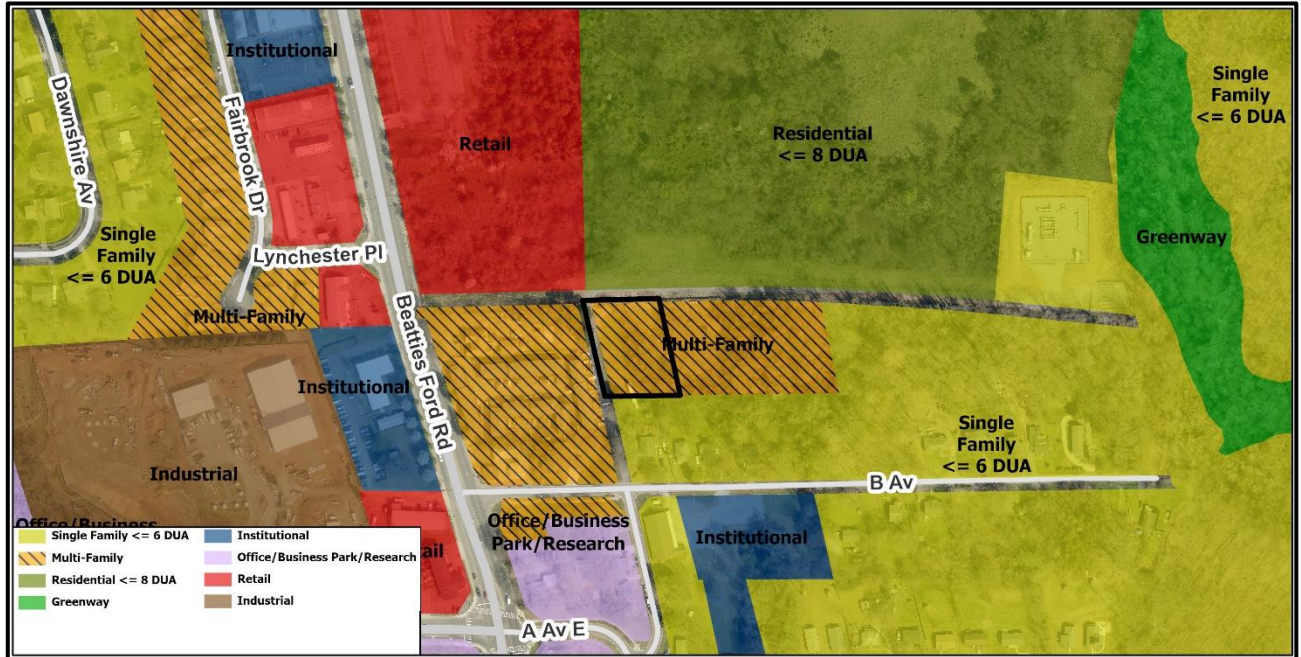 Institutional
Dawnshire Av
Fairbrook Dr
Retail
Residential
<= 8 DUA
Single
Family
<= 6 DUA
Single
Family
<= 6 DUA
Lynchester Pl
Greenway
Multi-Family
Beatties Ford Rd
Multi-Family
Institutional
Industrial
Single
Family
<= 6 DUA
B Av
Office/Business
Park/Research
Institutional
Office/Business
tail
A Av E
Single Family <= 6 DUA
Multi-Family
Residential <= 8 DUA
Greenway
Institutional
Office/Business Park/Research
Retail
Industrial